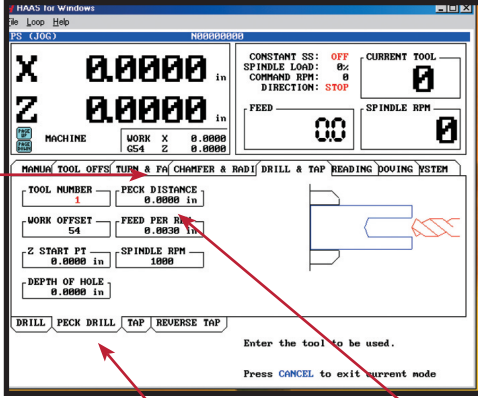 HAAS for Windows
File Loop Help
PS (JOG) N00000000
X 0.0000 in
Z 0.0000 in
PAGE UP
PAGE DOWN
MACHINE
WORK X 0.0000
G54 Z 0.0000
CONSTANT SS: OFF
SPINDLE LOAD: 0%
COMMAND RPM: 0
DIRECTION: STOP
CURRENT TOOL
0
FEED
0.0
SPINDLE RPM
0
MANUA TOOL OFFS TURN & FA CHAMFER & RADI DRILL & TAP READING OOVING YSTEM
TOOL NUMBER
1
PECK DISTANCE
0.0000 in
WORK OFFSET
54
FEED PER
0.0030 in
Z START PT
0.0000 in
SPINDLE RPM
1000
DEPTH OF HOLE
0.0000 in
DRILL PECK DRILL TAP REVERSE TAP
Enter the tool to be used.
Press CANCEL to exit current mode